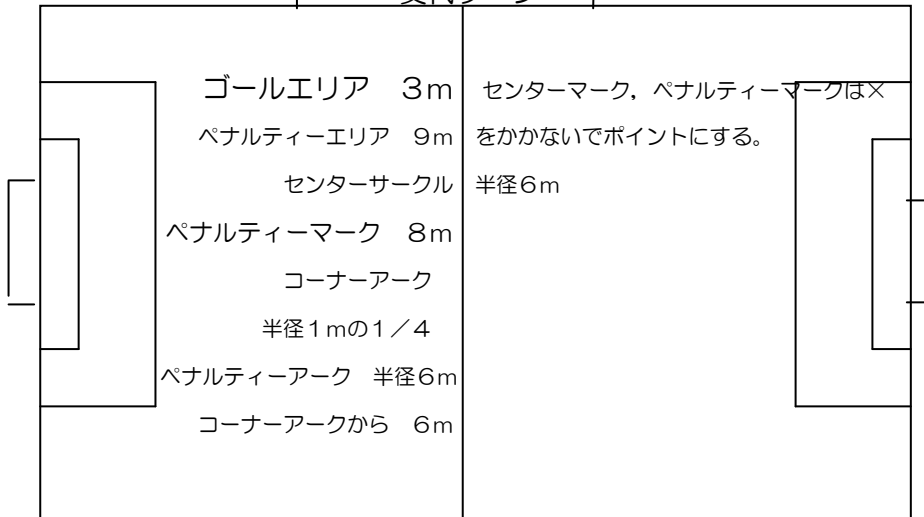 ゴールエリア　3m
ペナルティーエリア　9m
センターサークル　半径6m
ペナルティーマーク　8m
コーナーアーク
半径1mの1/4
ペナルティーアーク　半径6m
コーナーアークから　6m
センターマーク，ペナルティーマークは×
をかかないでポイントにする。